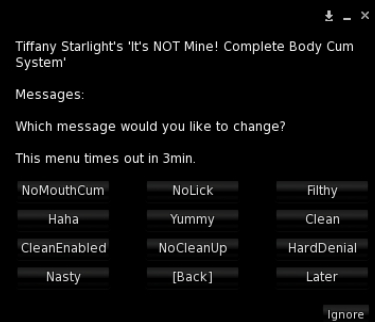 Tiffany Starlight's 'It's NOT Mine! Complete Body Cum
System'
Messages:
Which message would you like to change?
This menu times out in 3min.
NoMouthCum NoLick Filthy
Haha Yummy Clean
CleanEnabled NoCleanUp HardDenial
Nasty [Back] Later
Ignore